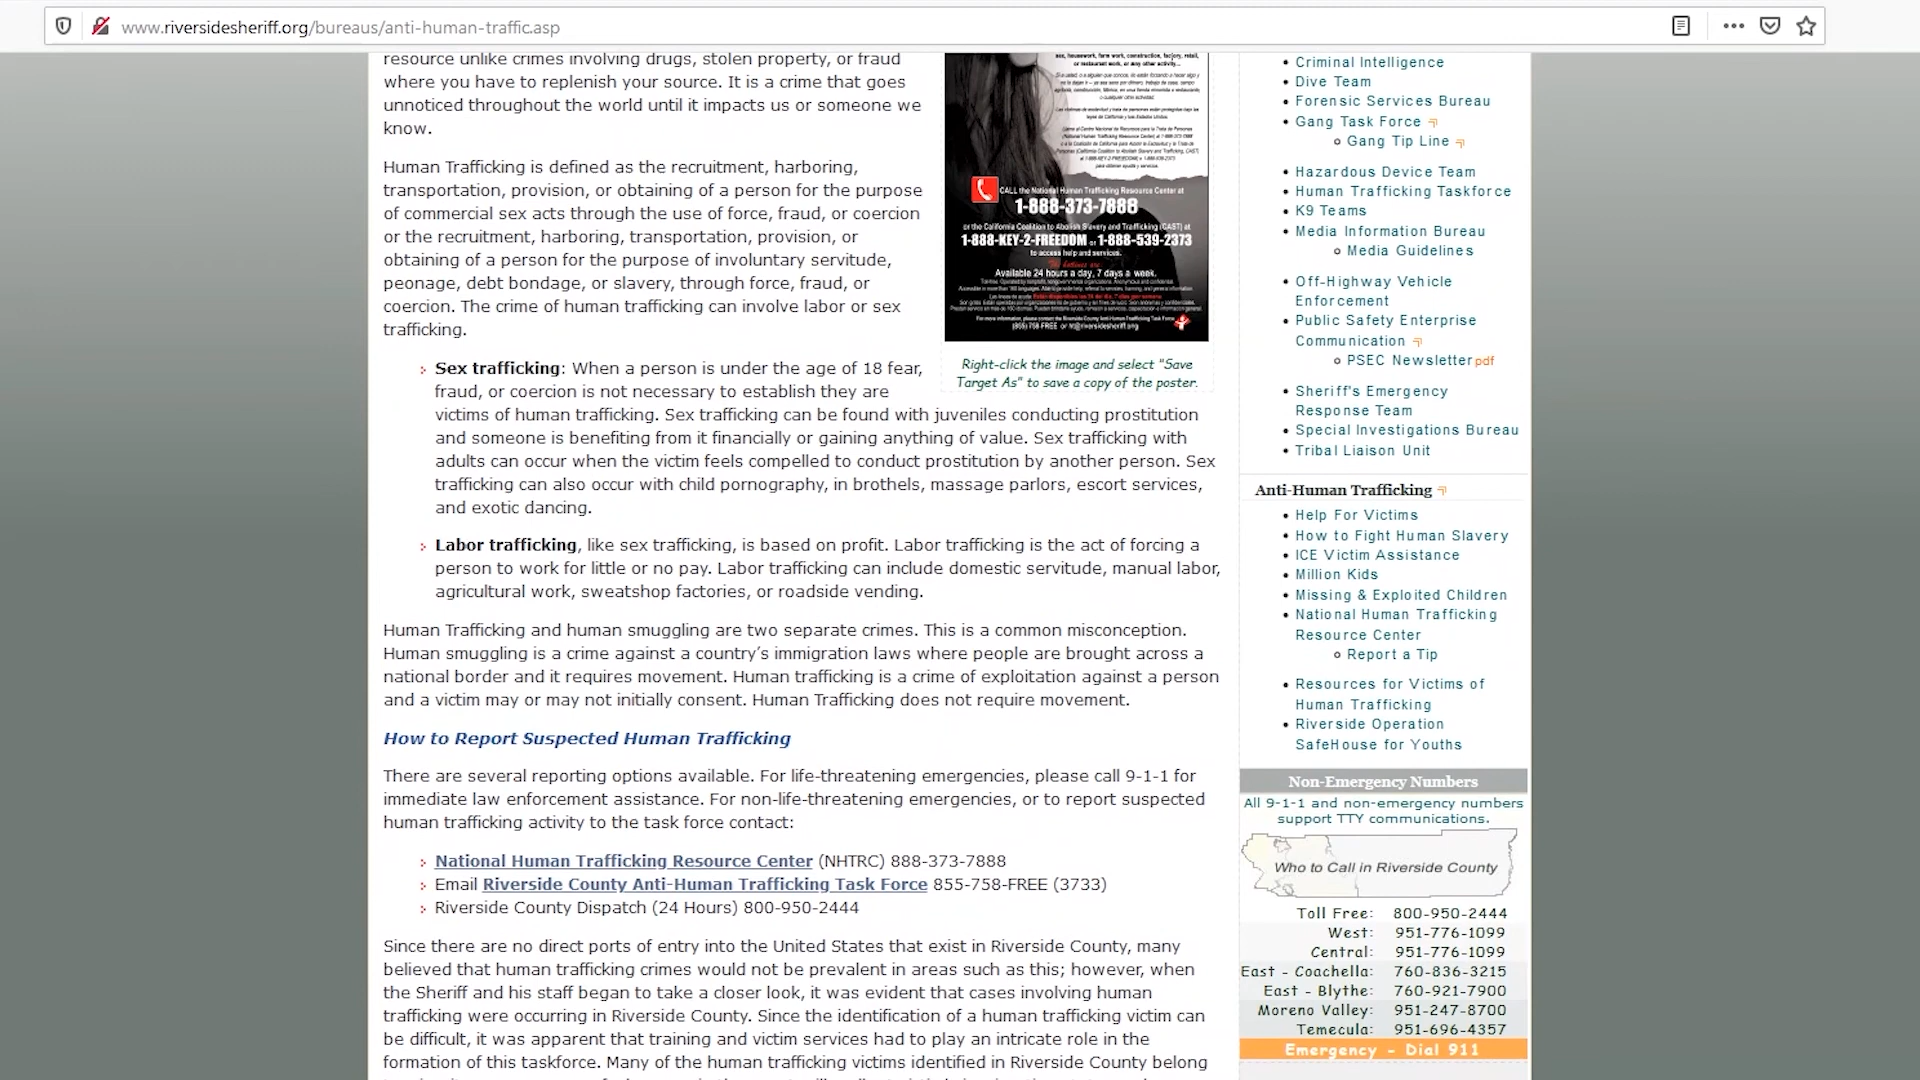 www.riversidesheriff.org/bureaus/anti-human-traffic.asp
resource unlike crimes involving drugs, stolen property, or fraud
where you have to replenish your source. It is a crime that goes
unnoticed throughout the world until it impacts us or someone we
know.
Human Trafficking is defined as the recruitment, harboring,
transportation, provision, or obtaining of a person for the purpose
of commercial sex acts through the use of force, fraud, or coercion
or the recruitment, harboring, transportation, provision, or
obtaining of a person for the purpose of involuntary servitude,
peonage, debt bondage, or slavery, through force, fraud, or
coercion. The crime of human trafficking can involve labor or sex
trafficking.
Sex trafficking: When a person is under the age of 18 fear,
fraud, or coercion is not necessary to establish they are
victims of human trafficking. Sex trafficking can be found with juveniles conducting prostitution
and someone is benefiting from it financially or gaining anything of value. Sex trafficking with
adults can occur when the victim feels compelled to conduct prostitution by another person. Sex
trafficking can also occur with child pornography, in brothels, massage parlors, escort services,
and exotic dancing.
Labor trafficking, like sex trafficking, is based on profit. Labor trafficking is the act of forcing a
person to work for little or no pay. Labor trafficking can include domestic servitude, manual labor,
agricultural work, sweatshop factories, or roadside vending.
Human Trafficking and human smuggling are two separate crimes. This is a common misconception.
Human smuggling is a crime against a country's immigration laws where people are brought across a
national border and it requires movement. Human trafficking is a crime of exploitation against a person
and a victim may or may not initially consent. Human Trafficking does not require movement.
How to Report Suspected Human Trafficking
There are several reporting options available. For life-threatening emergencies, please call 9-1-1 for
immediate law enforcement assistance. For non-life-threatening emergencies, or to report suspected
human trafficking activity to the task force contact:
National Human Trafficking Resource Center (NHTRC) 888-373-7888
Email Riverside County Anti-Human Trafficking Task Force 855-758-FREE (3733)
Riverside County Dispatch (24 Hours) 800-950-2444
Since there are no direct ports of entry into the United States that exist in Riverside County, many
believed that human trafficking crimes would not be prevalent in areas such as this; however, when
the Sheriff and his staff began to take a closer look, it was evident that cases involving human
trafficking were occurring in Riverside County. Since the identification of a human trafficking victim can
be difficult, it was apparent that training and victim services had to play an intricate role in the
formation of this taskforce. Many of the human trafficking victims identified in Riverside County belong
CALL the National Human Trafficking Resource Center at
1-888-373-7888
or the California Coalition to Abolish Slavery and Trafficking (CAST) at
1-888-KEY-2-FREEDOM or 1-888-539-2373
to access help and services.
Available 24 hours a day, 7 days a week.
(855) 758-FREE or ht@riversidesheriff.org
Right-click the image and select "Save
Target As" to save a copy of the poster.
Criminal Intelligence
Dive Team
Forensic Services Bureau
Gang Task Force
Gang Tip Line
Hazardous Device Team
Human Trafficking Taskforce
K9 Teams
Media Information Bureau
Media Guidelines
Off-Highway Vehicle
Enforcement
Public Safety Enterprise
Communication
PSEC Newsletter pdf
Sheriff's Emergency
Response Team
Special Investigations Bureau
Tribal Liaison Unit
Anti-Human Trafficking
Help For Victims
How to Fight Human Slavery
ICE Victim Assistance
Million Kids
Missing & Exploited Children
National Human Trafficking
Resource Center
Report a Tip
Resources for Victims of
Human Trafficking
Riverside Operation
SafeHouse for Youths
Non-Emergency Numbers
All 9-1-1 and non-emergency numbers
support TTY communications.
Who to Call in Riverside County
Toll Free: 800-950-2444
West: 951-776-1099
Central: 951-776-1099
East - Coachella: 760-836-3215
East - Blythe: 760-921-7900
Moreno Valley: 951-247-8700
Temecula: 951-696-4357
Emergency - Dial 911